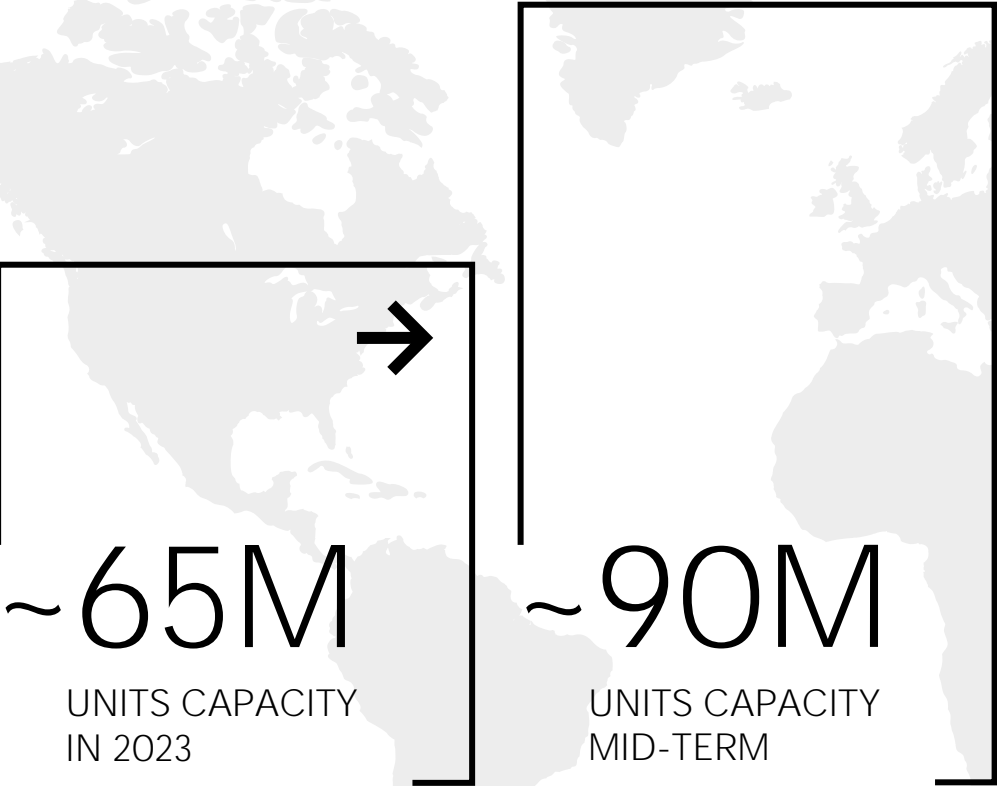 ~65M
UNITS CAPACITY
IN 2023
~90M
UNITS CAPACITY
MID-TERM